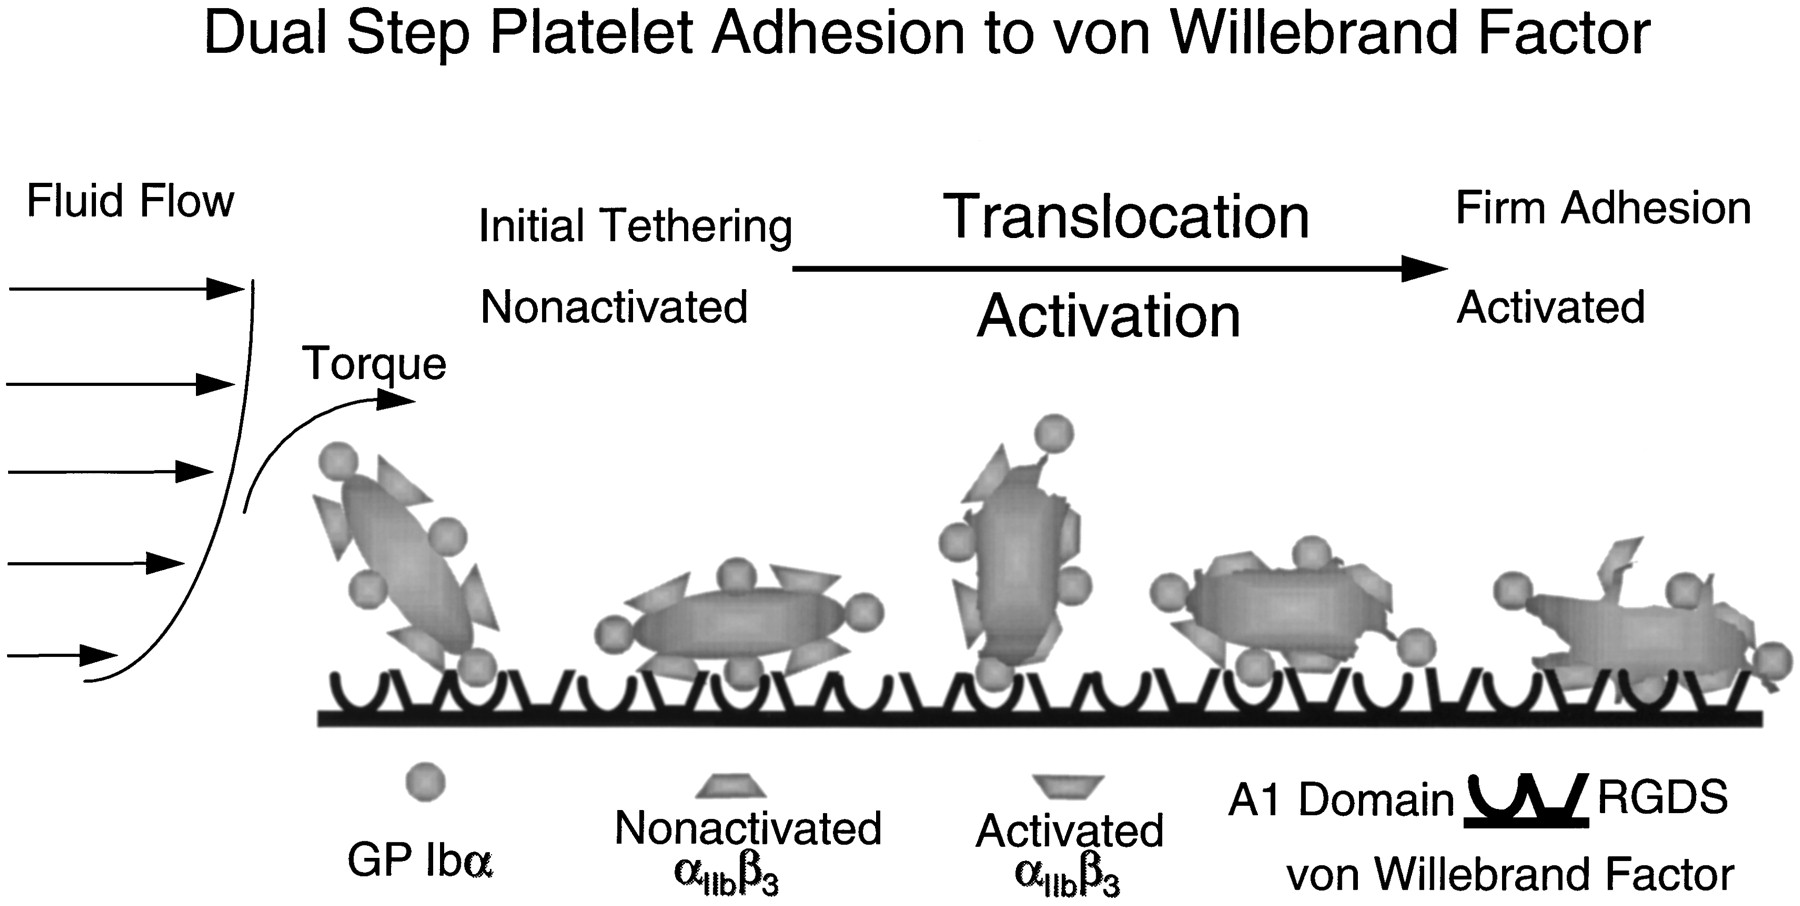 Dual Step Platelet Adhesion to von Willebrand Factor
Fluid Flow
Initial Tethering
Nonactivated
Translocation
Activation
Firm Adhesion
Activated
Torque
GP Ibα
Nonactivated
αIIbβ3
Activated
αIIbβ3
A1 Domain RGDS
von Willebrand Factor